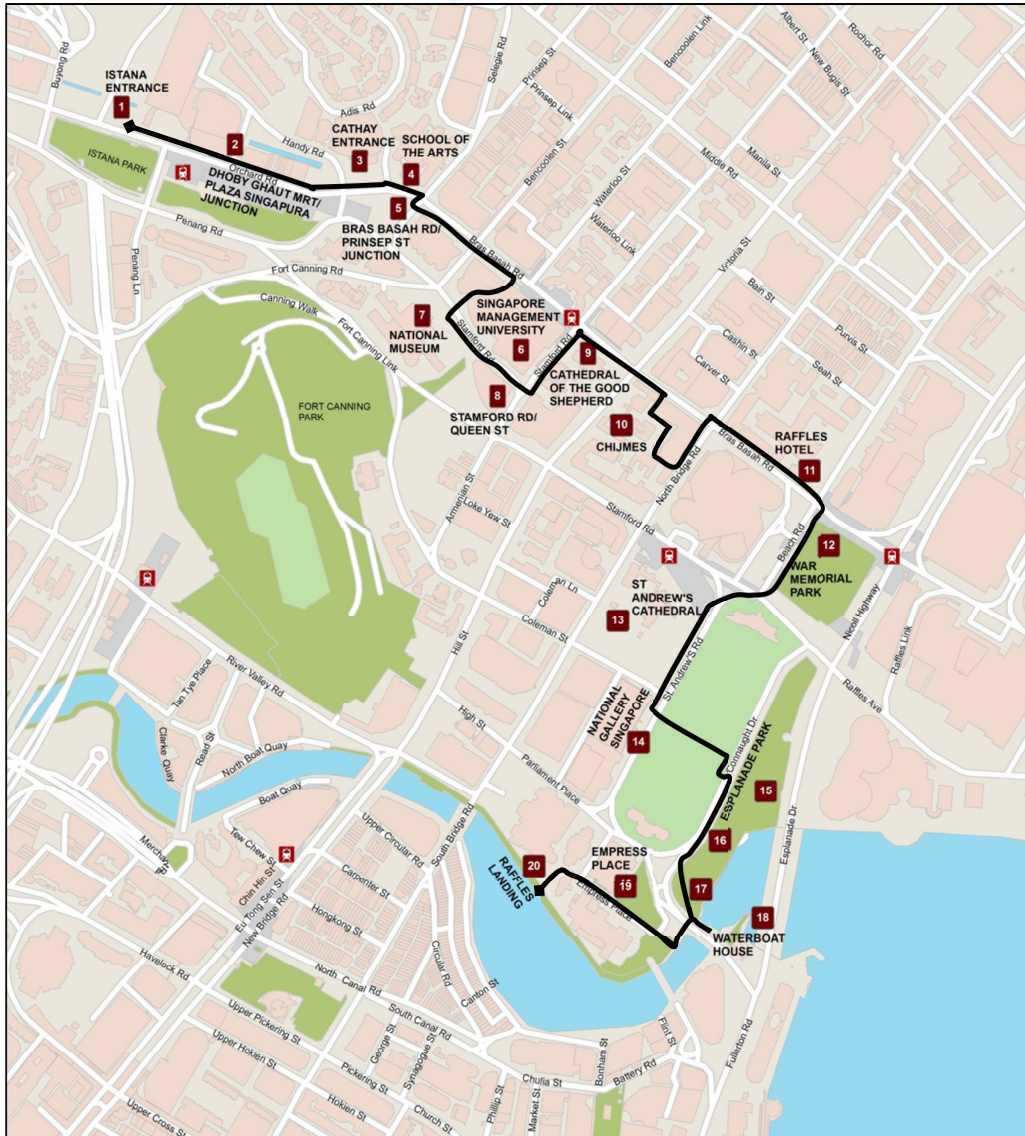 Buyong Rd
ISTANA
ENTRANCE
1
2
Adis Rd
Handy Rd
CATHAY
ENTRANCE
3
SCHOOL OF
THE ARTS
4
Selegie Rd
Prinsep St
P. Prinsep Link
Bencoolen Link
Bencoolen St
Albert St
New Bugis St
Rochor Rd
Middle Rd
Manila St
Waterloo St
Waterloo Link
Victoria St
Bain St
Cashin St
Carver St
Purvis St
Seah St
ISTANA PARK
Orchard Rd
DHOBY GHAUT MRT/
PLAZA SINGAPURA
JUNCTION
Penang Rd
Penang Ln
5
BRAS BASAH RD/
PRINSEP ST
JUNCTION
Bras Basah Rd
Fort Canning Rd
Canning Walk
Fort Canning Link
7
NATIONAL
MUSEUM
SINGAPORE
MANAGEMENT
UNIVERSITY
6
Stamford Rd
Stamford Rd
8
STAMFORD RD/
QUEEN ST
9
CATHEDRAL
OF THE GOOD
SHEPHERD
10
CHIJMES
FORT CANNING
PARK
North Bridge Rd
Bras Basah Rd
RAFFLES
HOTEL
11
12
WAR
MEMORIAL
PARK
Beach Rd
Nicoll Highway
Raffles Link
Raffles Ave
Armenian St
Loke Yew St
Stamford Rd
Coleman Ln
Coleman St
ST
ANDREW'S
CATHEDRAL
13
St. Andrew'S Rd
Hill St
High St
NATIONAL
GALLERY
SINGAPORE
14
Connaught Dr
ESPLANADE PARK
15
16
17
18
WATERBOAT
HOUSE
Esplanade Dr
Parliament Place
EMPRESS
PLACE
19
Empress Place
20
RAFFLES
LANDING
River Valley Rd
Tan Tye Place
Clarke Quay
Read St
North Boat Quay
Boat Quay
Tew Chew St
Chin Hin St
Eu Tong Sen St
New Bridge Rd
Upper Circular Rd
South Bridge Rd
Carpenter St
Hongkong St
Circular Rd
Canton St
North Canal Rd
South Canal Rd
Havelock Rd
Upper Pickering St
Upper Hokien St
Upper Cross St
Pickering St
Hokien St
George St
Synagogue St
Church St
Phillip St
Market St
Chulia St
Bonham St
Battery Rd
Flint St
Fullerton Rd